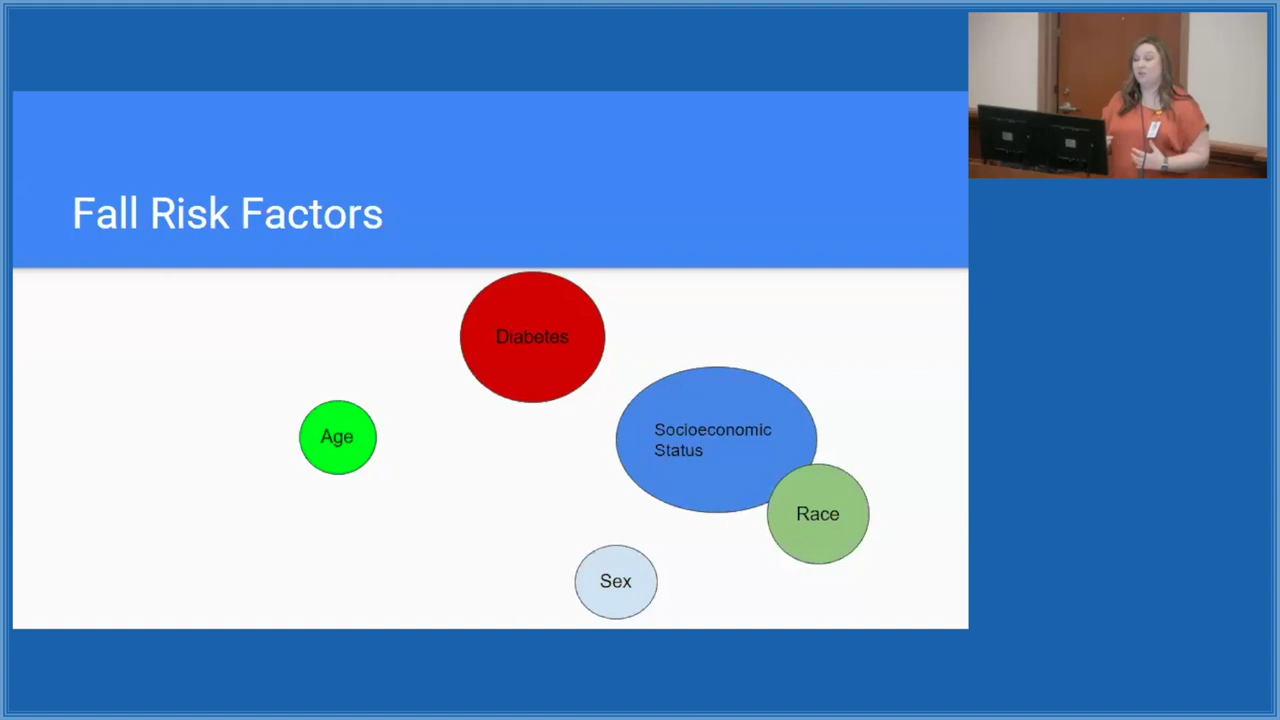 Fall Risk Factors
Diabetes
Age
Socioeconomic
Status
Race
Sex